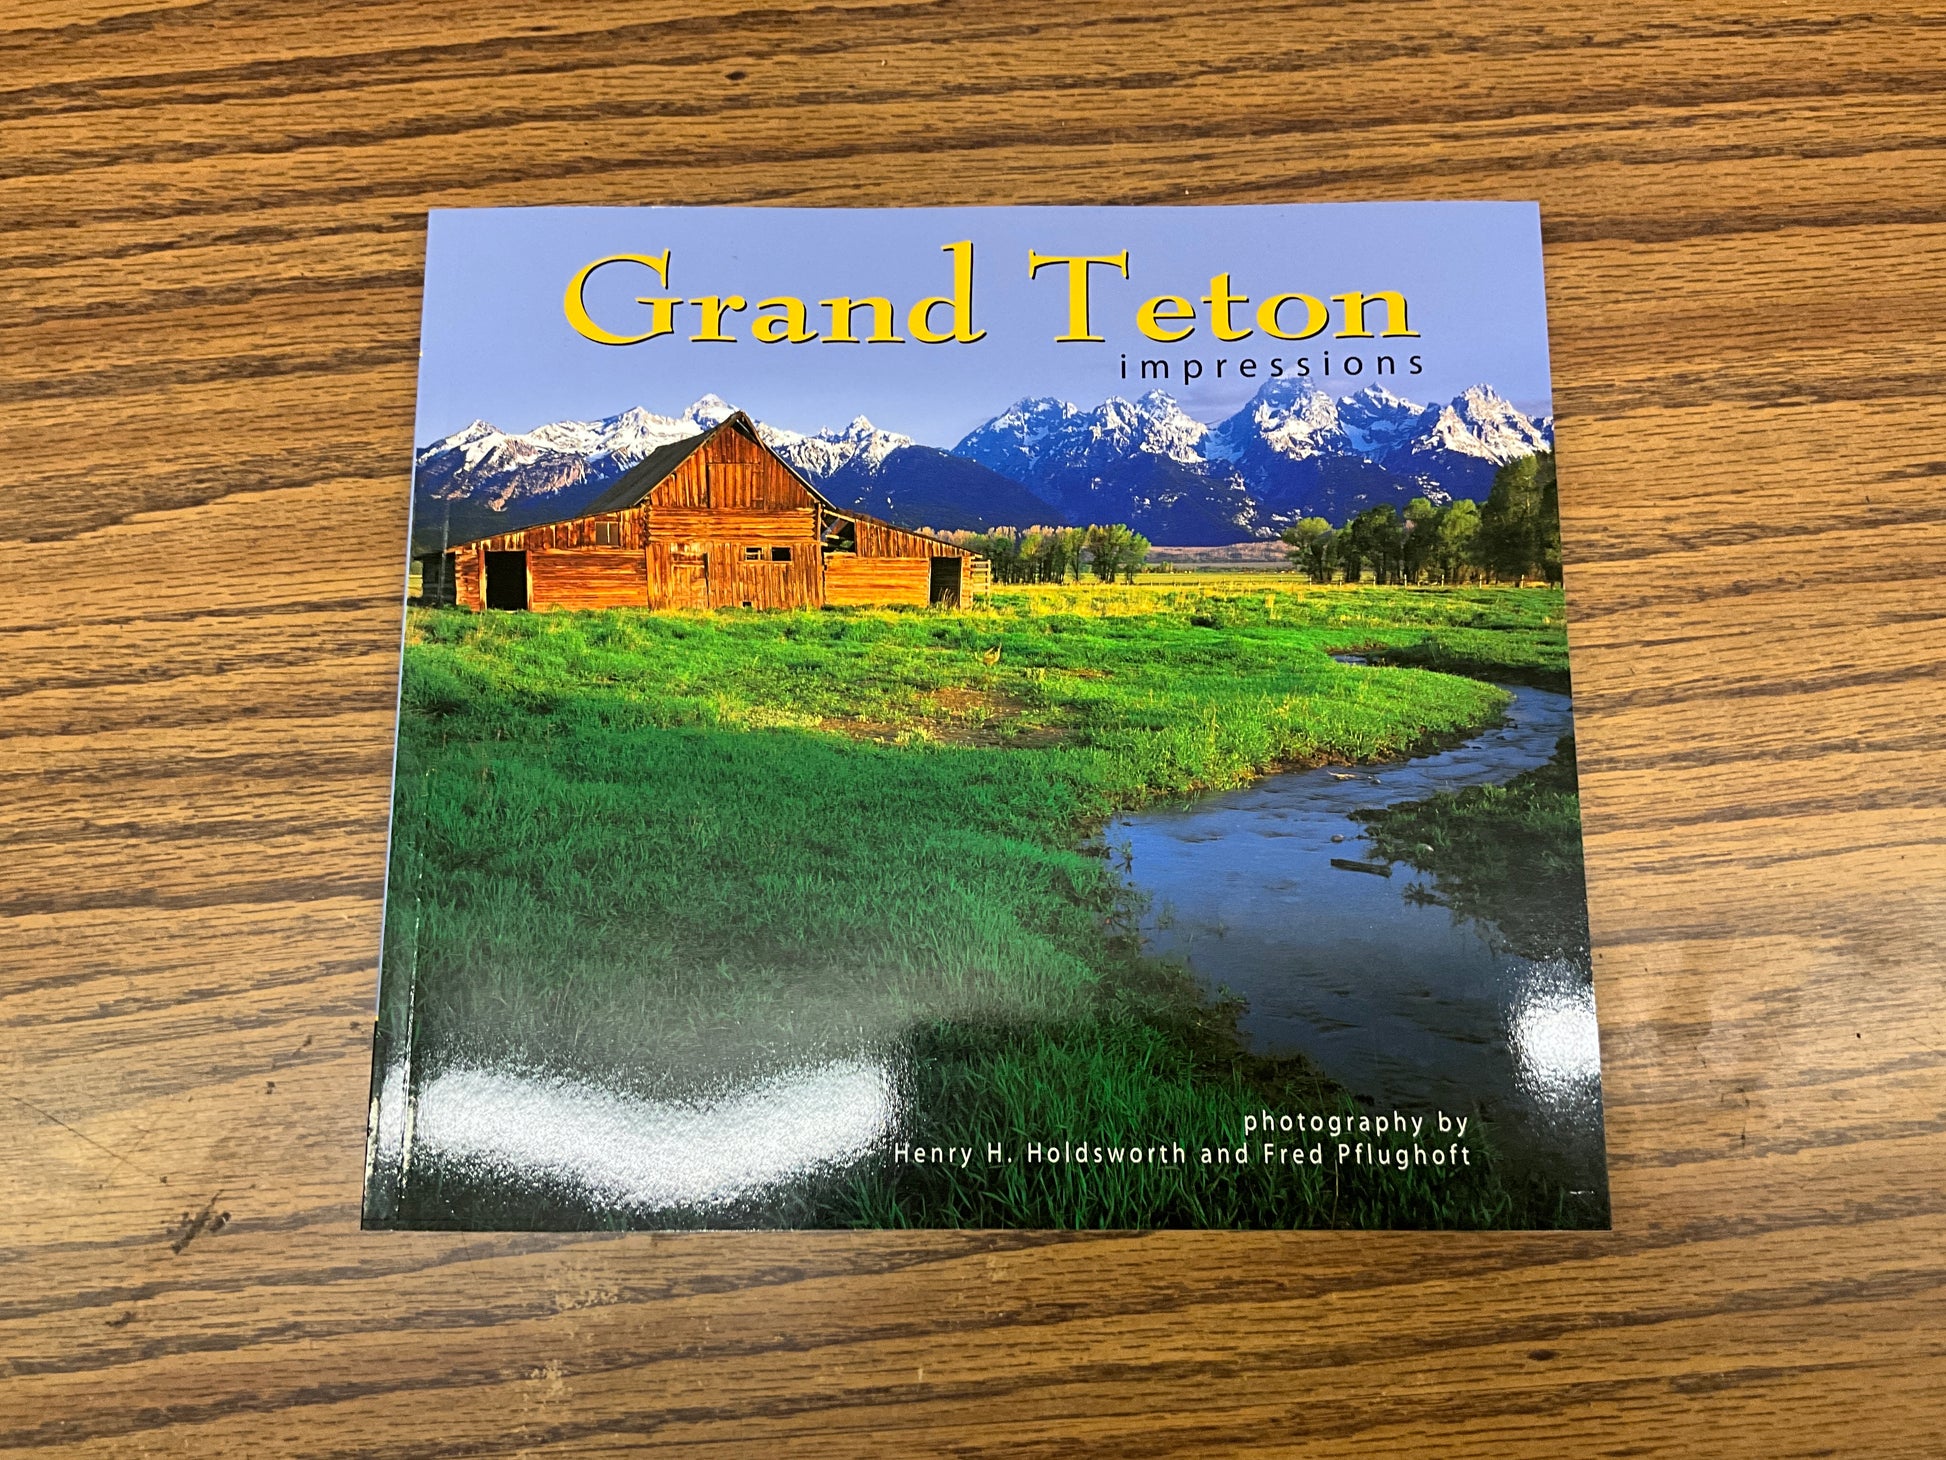 Grand Teton
impressions
photography by
Henry H. Holdsworth and Fred Pflughoft